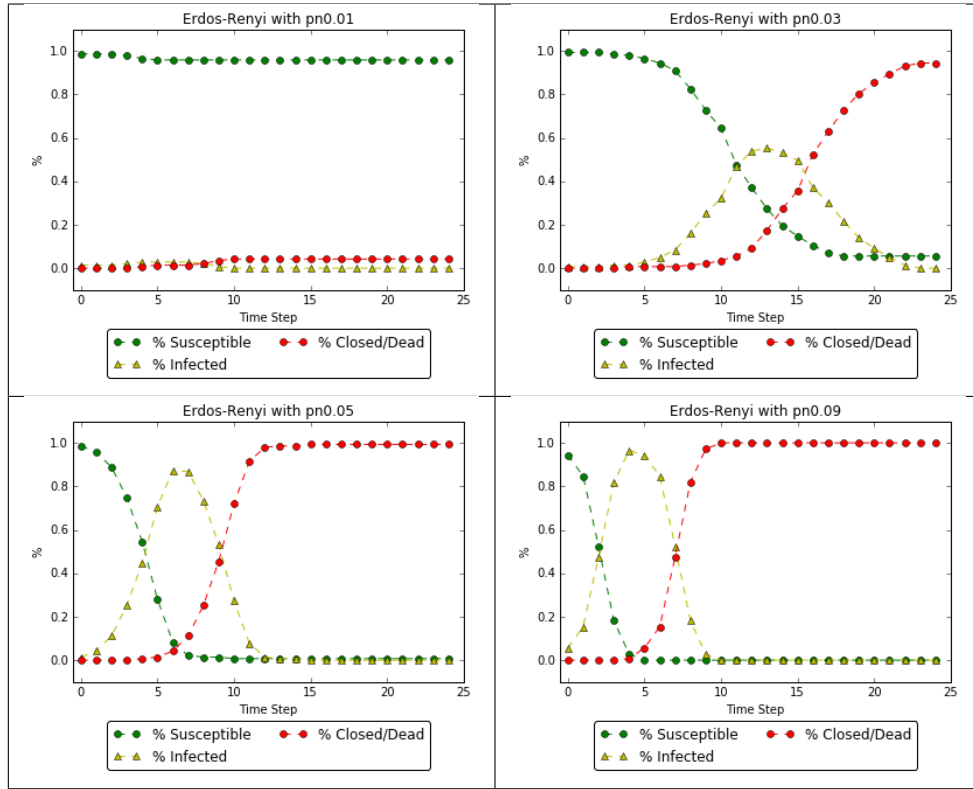 Erdos-Renyi with pn0.01
1.0
0.8
0.6
0.4
0.2
0.0
%
0 5 10 15 20 25
Time Step
% Susceptible % Closed/Dead
% Infected
Erdos-Renyi with pn0.03
1.0
0.8
0.6
0.4
0.2
0.0
%
0 5 10 15 20 25
Time Step
% Susceptible % Closed/Dead
% Infected
Erdos-Renyi with pn0.05
1.0
0.8
0.6
0.4
0.2
0.0
%
0 5 10 15 20 25
Time Step
% Susceptible % Closed/Dead
% Infected
Erdos-Renyi with pn0.09
1.0
0.8
0.6
0.4
0.2
0.0
%
0 5 10 15 20 25
Time Step
% Susceptible % Closed/Dead
% Infected